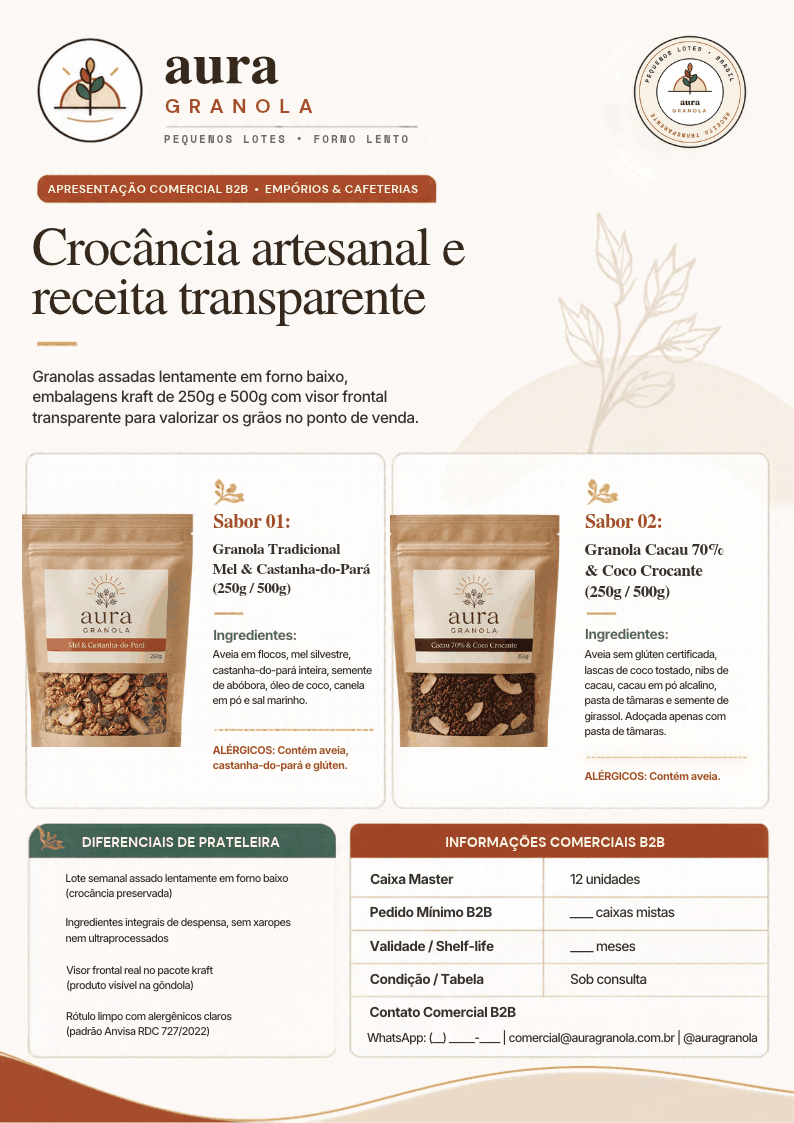 aura
GRANOLA
PEQUENOS LOTES • FORNO LENTO
PEQUENOS LOTES • BRASIL
aura
GRANOLA
RECEITA TRANSPARENTE
APRESENTAÇÃO COMERCIAL B2B • EMPÓRIOS & CAFETERIAS
Crocância artesanal e
receita transparente
Granolas assadas lentamente em forno baixo,
embalagens kraft de 250g e 500g com visor frontal
transparente para valorizar os grãos no ponto de venda.
aura
GRANOLA
Mel & Castanha-do-Pará
250g
Sabor 01:
Granola Tradicional
Mel & Castanha-do-Pará
(250g / 500g)
Ingredientes:
Aveia em flocos, mel silvestre,
castanha-do-pará inteira, semente
de abóbora, óleo de coco, canela
em pó e sal marinho.
ALÉRGICOS: Contém aveia,
castanha-do-pará e glúten.
aura
GRANOLA
Cacau 70% & Coco Crocante
Sabor 02:
Granola Cacau 70%
& Coco Crocante
(250g / 500g)
Ingredientes:
Aveia sem glúten certificada,
lascas de coco tostado, nibs de
cacau, cacau em pó alcalino,
pasta de tâmaras e semente de
girassol. Adoçada apenas com
pasta de tâmaras.
ALÉRGICOS: Contém aveia.
DIFERENCIAIS DE PRATELEIRA
Lote semanal assado lentamente em forno baixo
(crocância preservada)
Ingredientes integrais de despensa, sem xaropes
nem ultraprocessados
Visor frontal real no pacote kraft
(produto visível na gôndola)
Rótulo limpo com alergênicos claros
(padrão Anvisa RDC 727/2022)
INFORMAÇÕES COMERCIAIS B2B
Caixa Master 12 unidades
Pedido Mínimo B2B ____ caixas mistas
Validade / Shelf-life ____ meses
Condição / Tabela Sob consulta
Contato Comercial B2B
WhatsApp: (__) _____-____ | comercial@auragranola.com.br | @auragranola